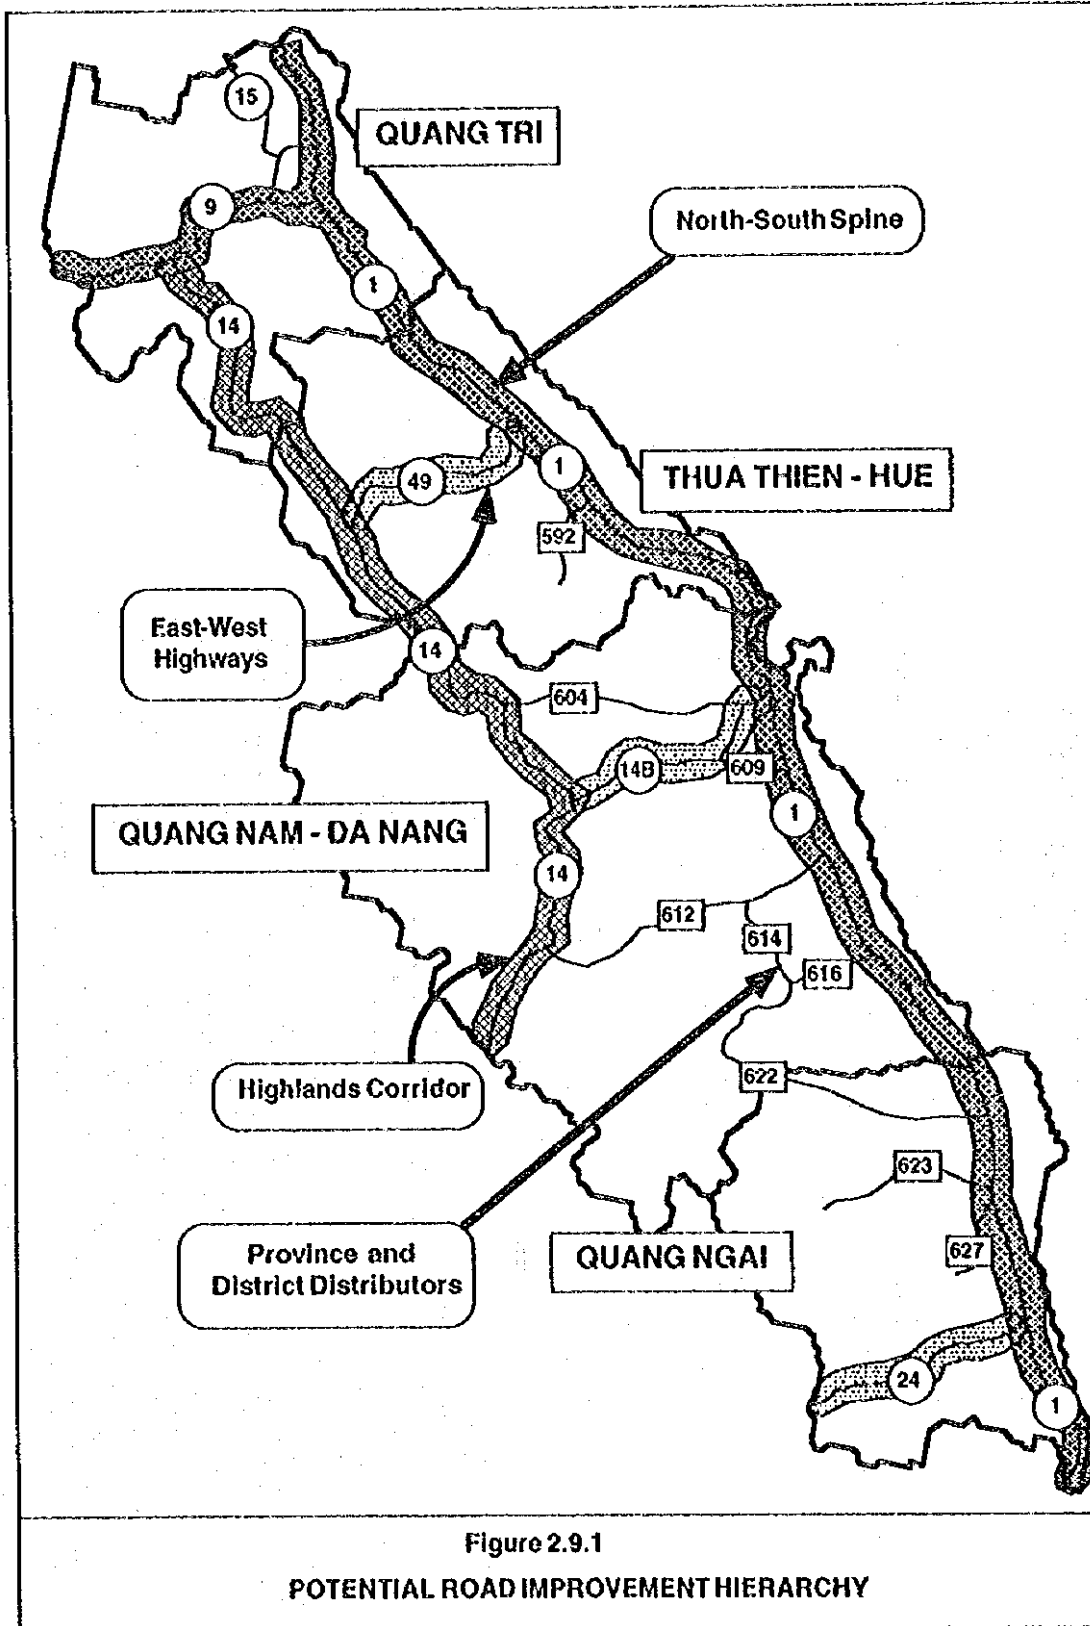 15
QUANG TRI
9
North-South Spine
1
14
1
THUA THIEN - HUE
49
592
East-West
Highways
14
604
14B
609
1
QUANG NAM - DA NANG
14
612
614
616
Highlands Corridor
622
623
Province and
District Distributors
QUANG NGAI
627
24
1
Figure 2.9.1
POTENTIAL ROAD IMPROVEMENT HIERARCHY